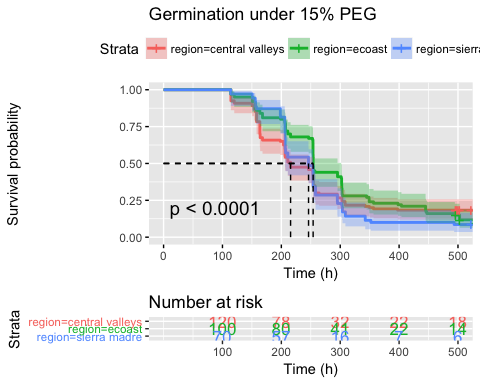 Germination under 15% PEG
Strata region=central valleys region=ecoast region=sierra
Survival probability
1.00
0.75
0.50
0.25
0.00
p < 0.0001
0 100 200 300 400 500
Time (h)
Number at risk
Strata
region=central valleys 120 78 32 22 18
region=ecoast 100 80 41 22 14
region=sierra madre
100 200 300 400 500
Time (h)